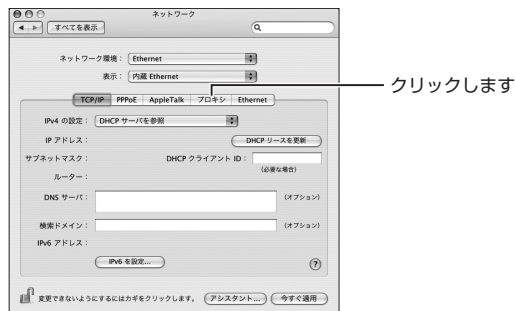 ネットワーク
すべてを表示
ネットワーク環境： Ethernet
表示： 内蔵 Ethernet
クリックします
TCP/IP PPPoE AppleTalk プロキシ Ethernet
IPv4 の設定： DHCP サーバを参照
IP アドレス： DHCP リースを更新
サブネットマスク： DHCP クライアント ID：
ルーター： (必要な場合)
DNS サーバ： (オプション)
検索ドメイン： (オプション)
IPv6 アドレス：
IPv6 を設定... ?
変更できないようにするにはカギをクリックします。 アシスタント... 今すぐ適用